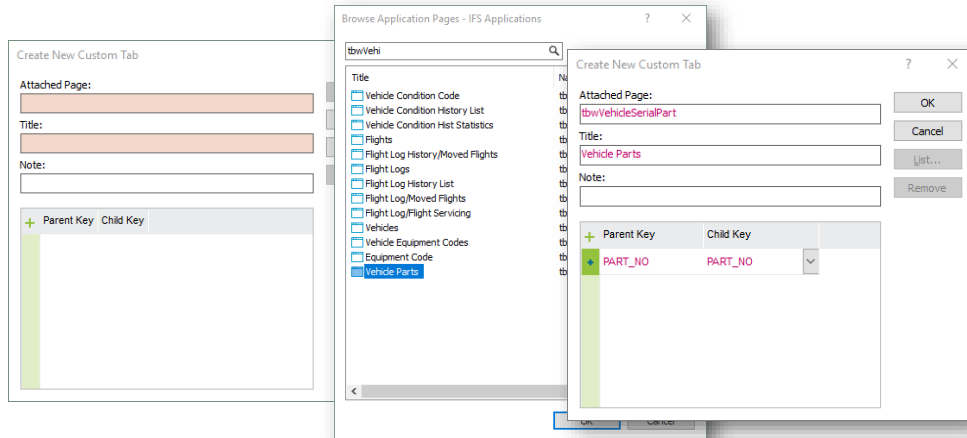 Create New Custom Tab
Attached Page:
Title:
Note:
Parent Key Child Key
Browse Application Pages - IFS Applications
?
tbwVehi
Title
Vehicle Condition Code
Vehicle Condition History List
Vehicle Condition Hist Statistics
Flights
Flight Log History/Moved Flights
Flight Logs
Flight Log History List
Flight Log/Moved Flights
Flight Log/Flight Servicing
Vehicles
Vehicle Equipment Codes
Equipment Code
Vehicle Parts
OK
Cancel
Create New Custom Tab
?
Attached Page:
tbwVehicleSerialPart
Title:
Vehicle Parts
Note:
OK
Cancel
List...
Remove
Parent Key Child Key
PART_NO PART_NO